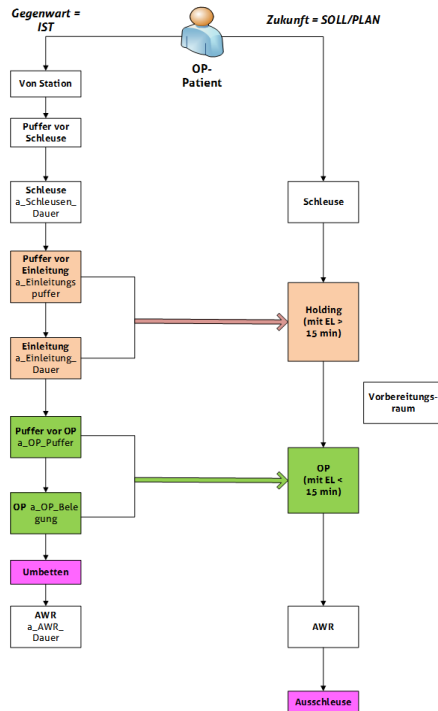 Gegenwart =
IST
Zukunft = SOLL/PLAN
OP-
Patient
Von Station
Puffer vor
Schleuse
Schleuse
a_Schleusen_
Dauer
Schleuse
Puffer vor
Einleitung
a_Einleitungs
puffer
Holding
(mit EL >
15 min)
Einleitung
a_Einleitung_
Dauer
Vorbereitungs-
raum
Puffer vor OP
a_OP_Puffer
OP
(mit EL <
15 min)
OP a_OP_Bele
gung
Umbetten
AWR
a_AWR_
Dauer
AWR
Ausschleuse